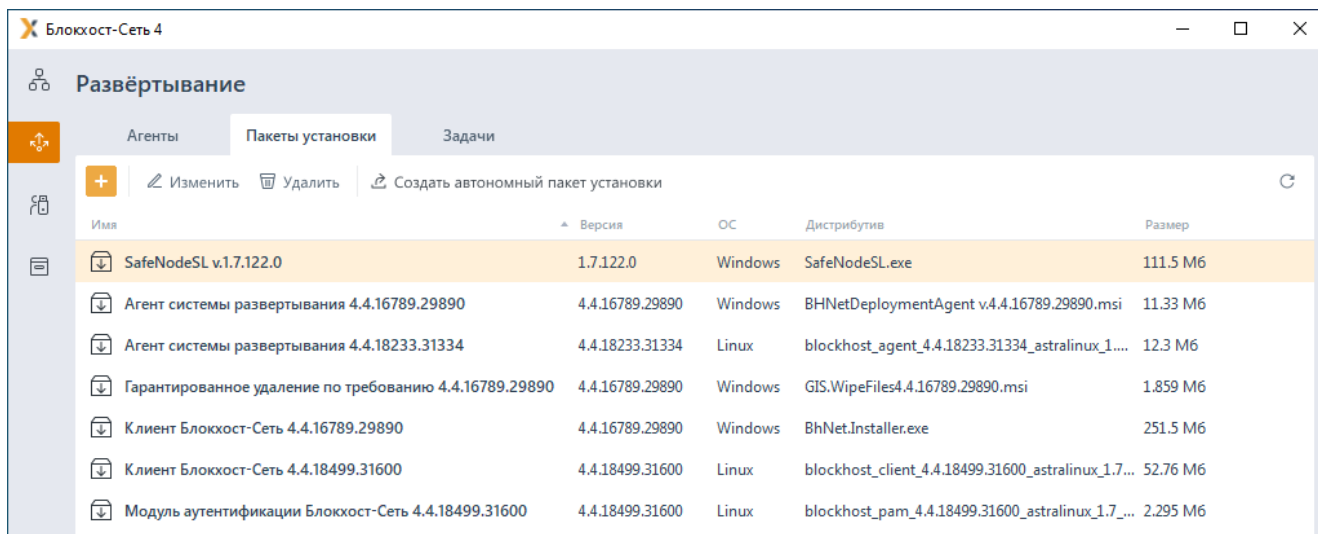 Блокхост-Сеть 4
Развёртывание
Агенты Пакеты установки Задачи
+ Изменить Удалить Создать автономный пакет установки
Имя Версия ОС Дистрибутив Размер
SafeNodeSL v.1.7.122.0 1.7.122.0 Windows SafeNodeSL.exe 111.5 Мб
Агент системы развертывания 4.4.16789.29890 4.4.16789.29890 Windows BHNetDeploymentAgent v.4.4.16789.29890.msi 11.33 Мб
Агент системы развертывания 4.4.18233.31334 4.4.18233.31334 Linux blockhost_agent_4.4.18233.31334_astralinux_1.... 12.3 Мб
Гарантированное удаление по требованию 4.4.16789.29890 4.4.16789.29890 Windows GIS.WipeFiles4.4.16789.29890.msi 1.859 Мб
Клиент Блокхост-Сеть 4.4.16789.29890 4.4.16789.29890 Windows BhNet.Installer.exe 251.5 Мб
Клиент Блокхост-Сеть 4.4.18499.31600 4.4.18499.31600 Linux blockhost_client_4.4.18499.31600_astralinux_1.7... 52.76 Мб
Модуль аутентификации Блокхост-Сеть 4.4.18499.31600 4.4.18499.31600 Linux blockhost_pam_4.4.18499.31600_astralinux_1.7_... 2.295 Мб